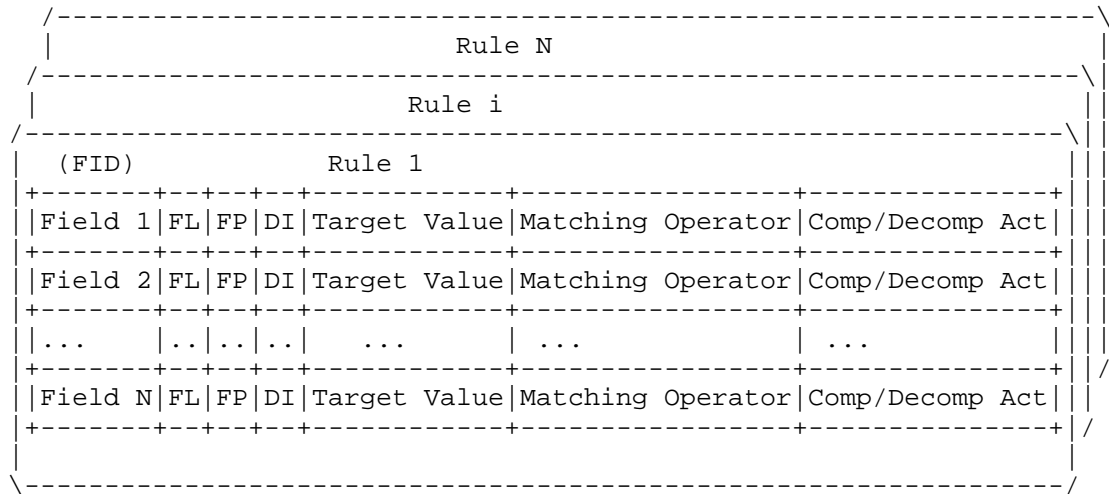 Rule N
Rule i
(FID) Rule 1
|Field 1|FL|FP|DI|Target Value|Matching Operator|Comp/Decomp Act|
|Field 2|FL|FP|DI|Target Value|Matching Operator|Comp/Decomp Act|
|... |..|..|..| ... | ... | ... |
|Field N|FL|FP|DI|Target Value|Matching Operator|Comp/Decomp Act|